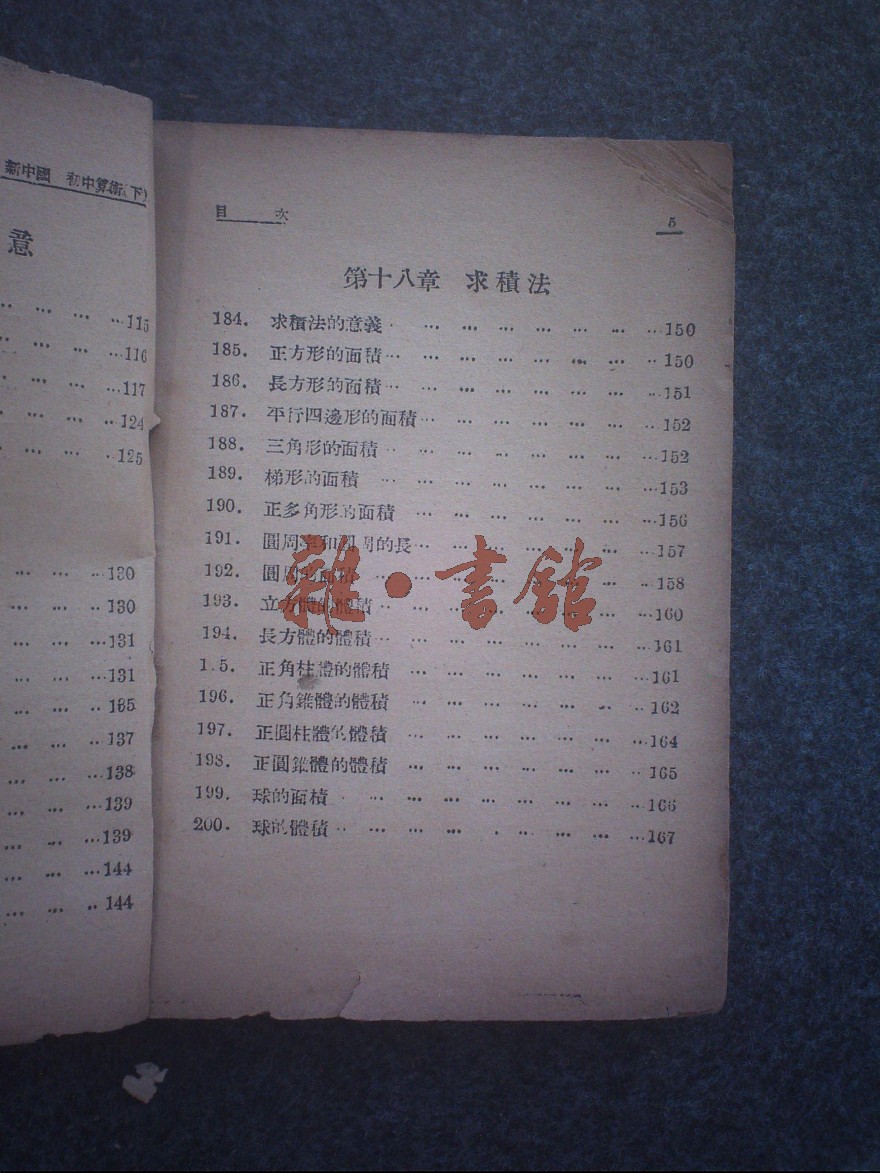 新中國 初中算術(下)
意
115
116
117
124
125
130
130
131
131
135
137
138
139
139
144
144
目 次
5
第十八章 求積法
184. 求積法的意義 150
185. 正方形的面積 150
186. 長方形的面積 151
187. 平行四邊形的面積 152
188. 三角形的面積 152
189. 梯形的面積 153
190. 正多角形的面積 156
191. 圓周率和圓周的長 157
192. 圓周的面積 158
193. 立方體的體積 160
194. 長方體的體積 161
1.5. 正角柱體的體積 161
196. 正角錐體的體積 162
197. 正圓柱體的體積 164
198. 正圓錐體的體積 165
199. 球的面積 166
200. 球的體積 167
雜·書館